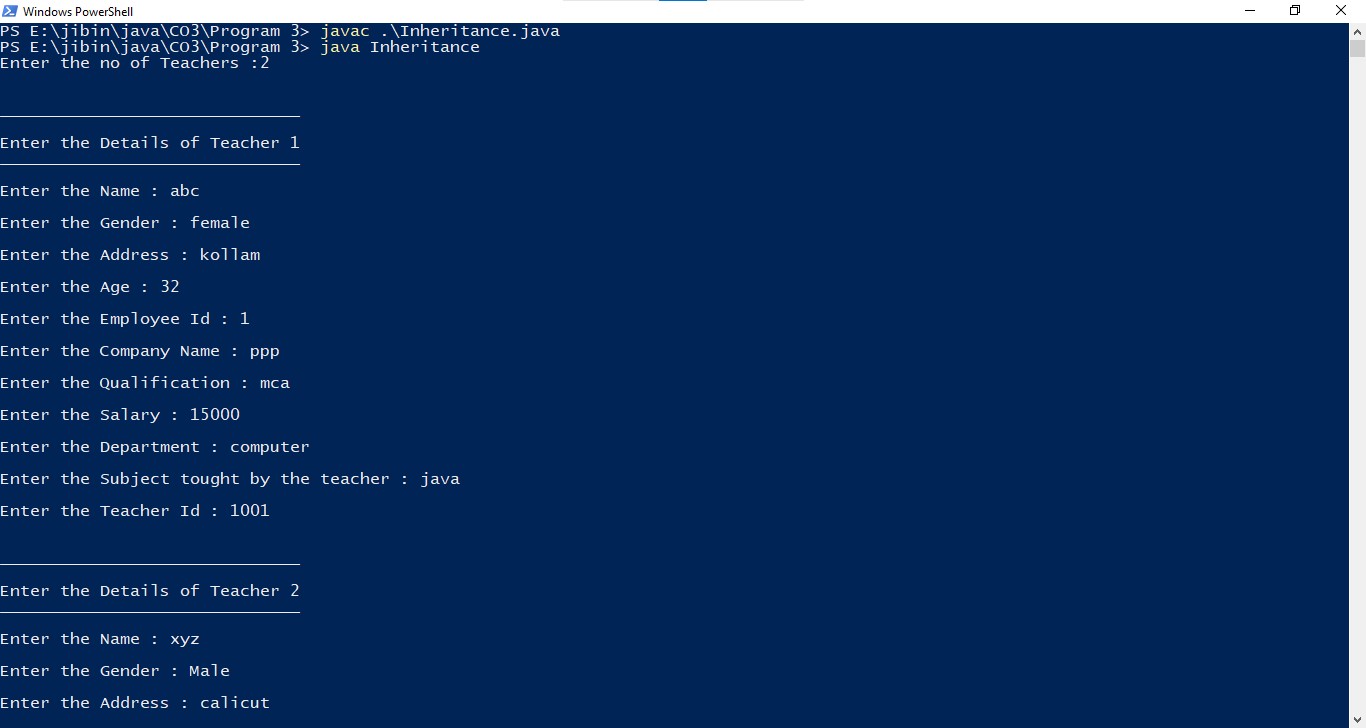 Windows PowerShell
PS E:\jibin\java\CO3\Program 3> javac .\Inheritance.java
PS E:\jibin\java\CO3\Program 3> java Inheritance
Enter the no of Teachers :2
______________________________
Enter the Details of Teacher 1
______________________________
Enter the Name : abc
Enter the Gender : female
Enter the Address : kollam
Enter the Age : 32
Enter the Employee Id : 1
Enter the Company Name : ppp
Enter the Qualification : mca
Enter the Salary : 15000
Enter the Department : computer
Enter the Subject tought by the teacher : java
Enter the Teacher Id : 1001
______________________________
Enter the Details of Teacher 2
______________________________
Enter the Name : xyz
Enter the Gender : Male
Enter the Address : calicut